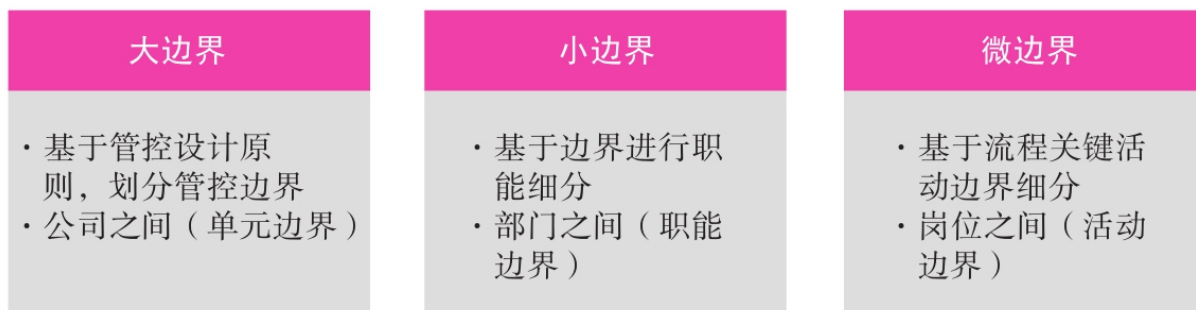 大边界
· 基于管控设计原
则，划分管控边界
· 公司之间（单元边界）
小边界
· 基于边界进行职
能细分
· 部门之间（职能
边界）
微边界
· 基于流程关键活
动边界细分
· 岗位之间（活动
边界）